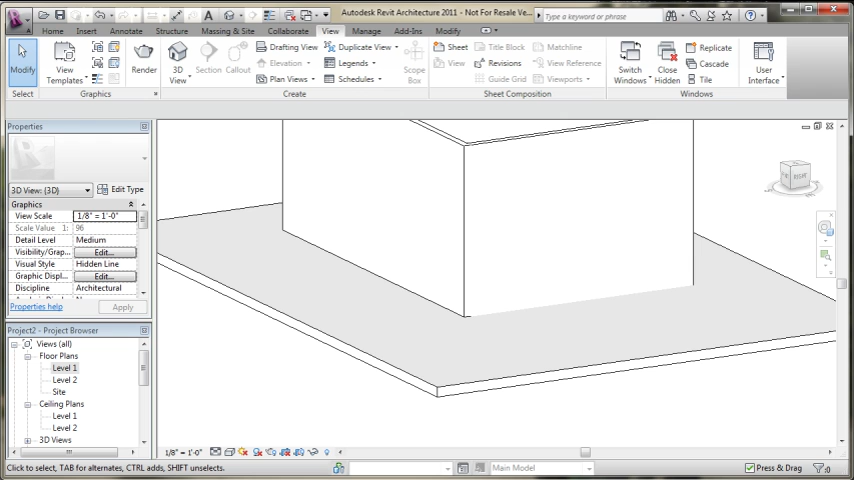 Autodesk Revit Architecture 2011 - Not For Resale Ve...
Type a keyword or phrase
Home Insert Annotate Structure Massing & Site Collaborate View Manage Add-Ins Modify
Modify
View Templates
Render
3D View
Section
Callout
Drafting View
Elevation
Plan Views
Duplicate View
Legends
Schedules
Scope Box
Sheet
View
Title Block
Revisions
Guide Grid
Matchline
View Reference
Viewports
Switch Windows
Close Hidden
Replicate
Cascade
Tile
User Interface
Select Graphics Create Sheet Composition Windows
Properties
3D View: (3D) Edit Type
Graphics
View Scale 1/8" = 1'-0"
Scale Value 1: 96
Detail Level Medium
Visibility/Grap... Edit...
Visual Style Hidden Line
Graphic Displ... Edit...
Discipline Architectural
Properties help Apply
Project2 - Project Browser
Views (all)
Floor Plans
Level 1
Level 2
Site
Ceiling Plans
Level 1
Level 2
3D Views
RIGHT
1/8" = 1'-0"
Click to select, TAB for alternates, CTRL adds, SHIFT unselects.
Main Model
Press & Drag
:0